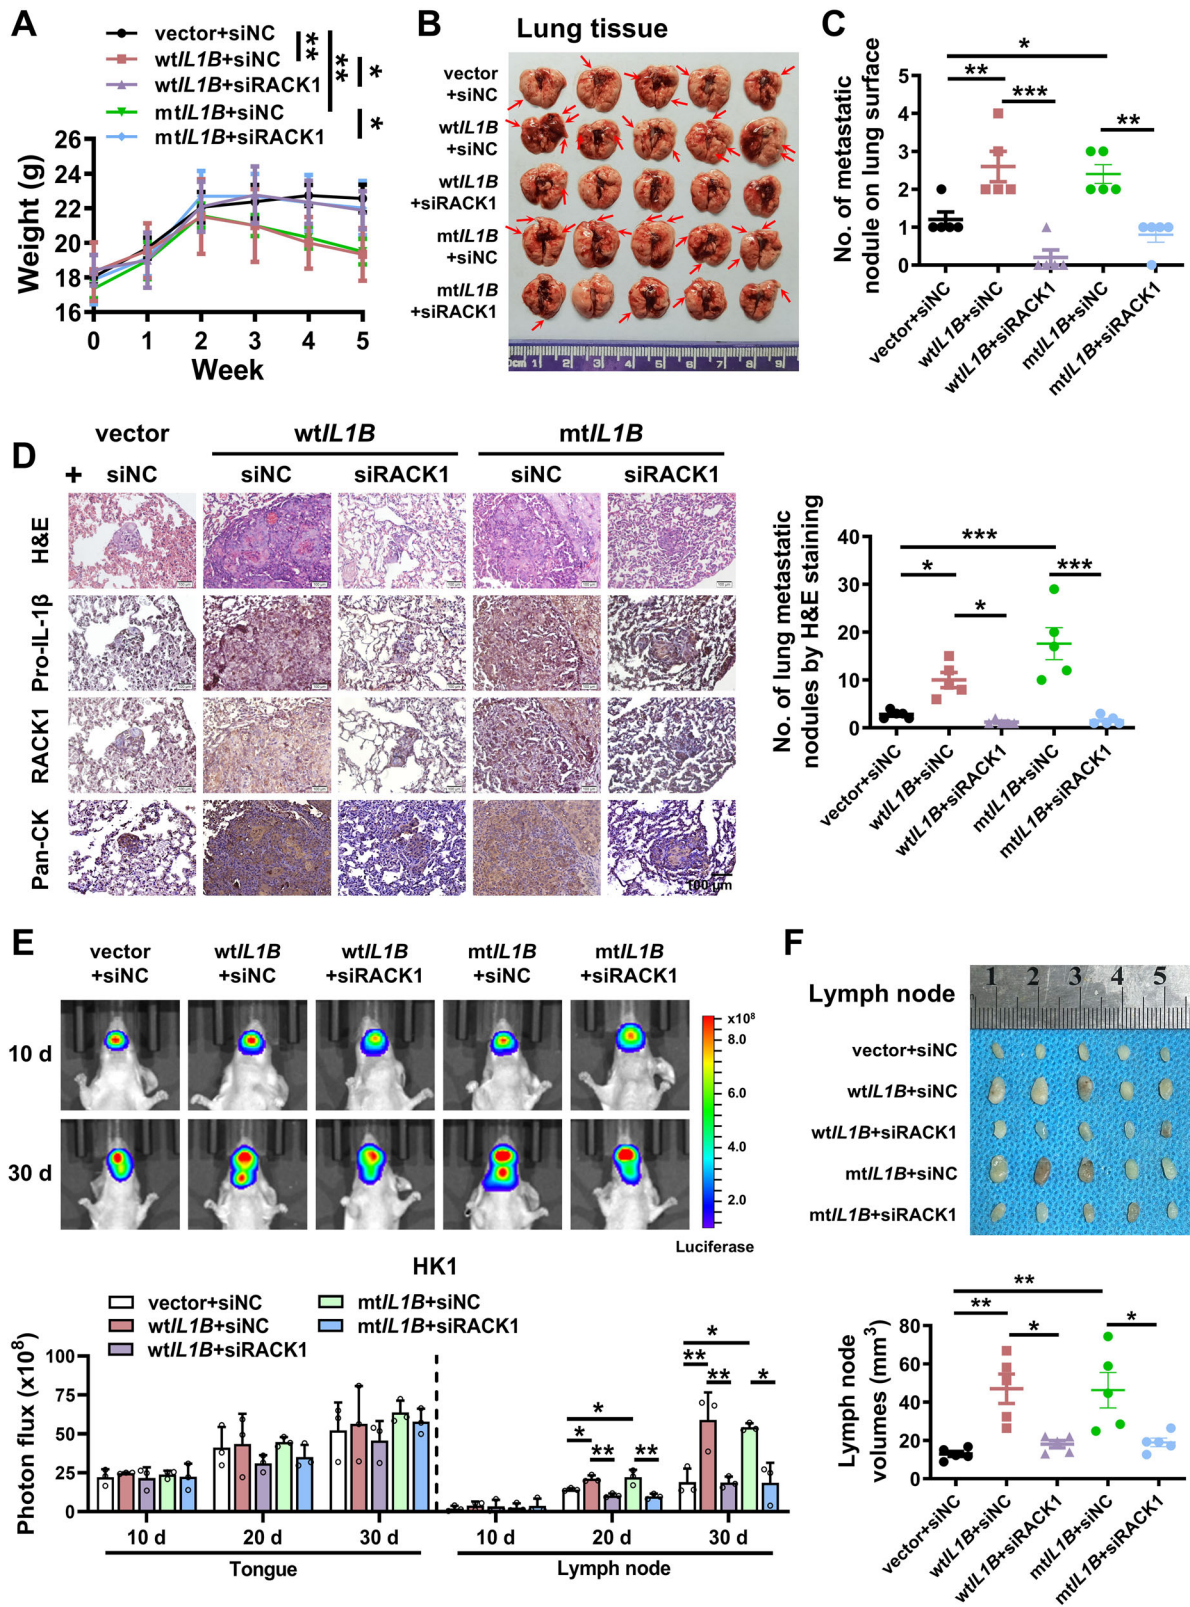 A
vector+siNC
wtIL1B+siNC
wtIL1B+siRACK1
mtIL1B+siNC
mtIL1B+siRACK1
**
**
*
*
Weight (g)
26
24
22
20
18
16
0 1 2 3 4 5
Week
B
Lung tissue
vector
+siNC
wtIL1B
+siNC
wtIL1B
+siRACK1
mtIL1B
+siNC
mtIL1B
+siRACK1
1 2 3 4 5 6 7 8 9
C
No. of metastatic
nodule on lung surface
5
4
3
2
1
0
*
**
***
**
vector+siNC
wtIL1B+siNC
wtIL1B+siRACK1
mtIL1B+siNC
mtIL1B+siRACK1
D
vector wtIL1B mtIL1B
+ siNC siNC siRACK1 siNC siRACK1
H&E
Pro-IL-1β
RACK1
Pan-CK
100 μm
No. of lung metastatic
nodules by H&E staining
40
30
20
10
0
***
*
***
*
vector+siNC
wtIL1B+siNC
wtIL1B+siRACK1
mtIL1B+siNC
mtIL1B+siRACK1
E
vector
+siNC
wtIL1B
+siNC
wtIL1B
+siRACK1
mtIL1B
+siNC
mtIL1B
+siRACK1
10 d
30 d
x10⁸
8.0
6.0
4.0
2.0
Luciferase
HK1
vector+siNC
wtIL1B+siNC
wtIL1B+siRACK1
mtIL1B+siNC
mtIL1B+siRACK1
Photon flux (x10⁸)
100
75
50
25
0
*
*
**
**
*
**
**
*
10 d 20 d 30 d 10 d 20 d 30 d
Tongue Lymph node
F
Lymph node
1 2 3 4 5
vector+siNC
wtIL1B+siNC
wtIL1B+siRACK1
mtIL1B+siNC
mtIL1B+siRACK1
Lymph node
volumes (mm³)
80
60
40
20
0
**
**
*
*
vector+siNC
wtIL1B+siNC
wtIL1B+siRACK1
mtIL1B+siNC
mtIL1B+siRACK1